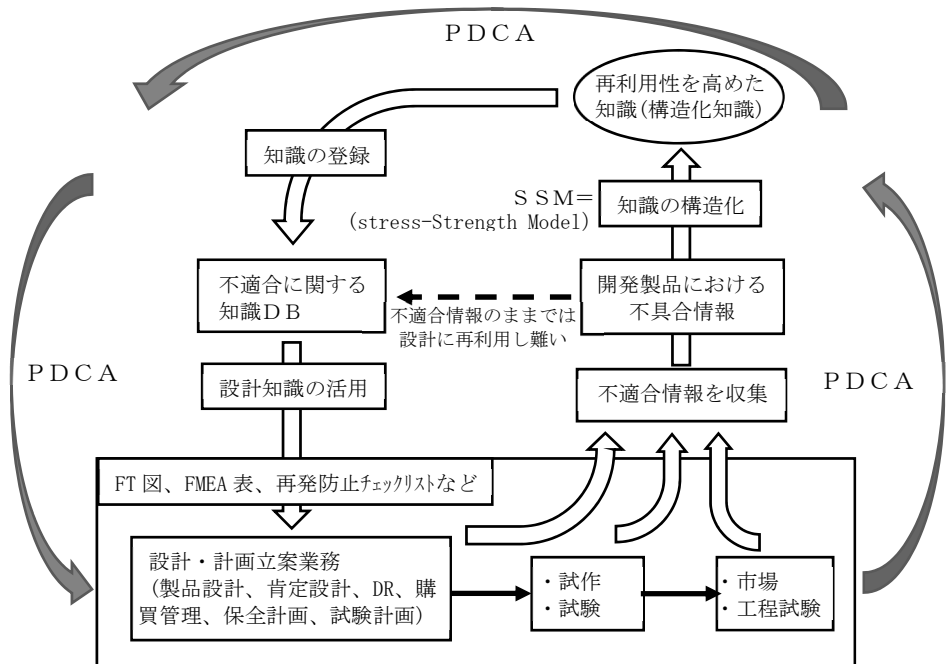 PDCA
再利用性を高めた
知識(構造化知識)
知識の登録
SSM=
(stress-Strength Model)
知識の構造化
不適合に関する
知識DB
開発製品における
不具合情報
不適合情報のままでは
設計に再利用し難い
PDCA
設計知識の活用
不適合情報を収集
PDCA
FT図、FMEA表、再発防止チェックリストなど
設計・計画立案業務
(製品設計、肯定設計、DR、購
買管理、保全計画、試験計画)
・試作
・試験
・市場
・工程試験